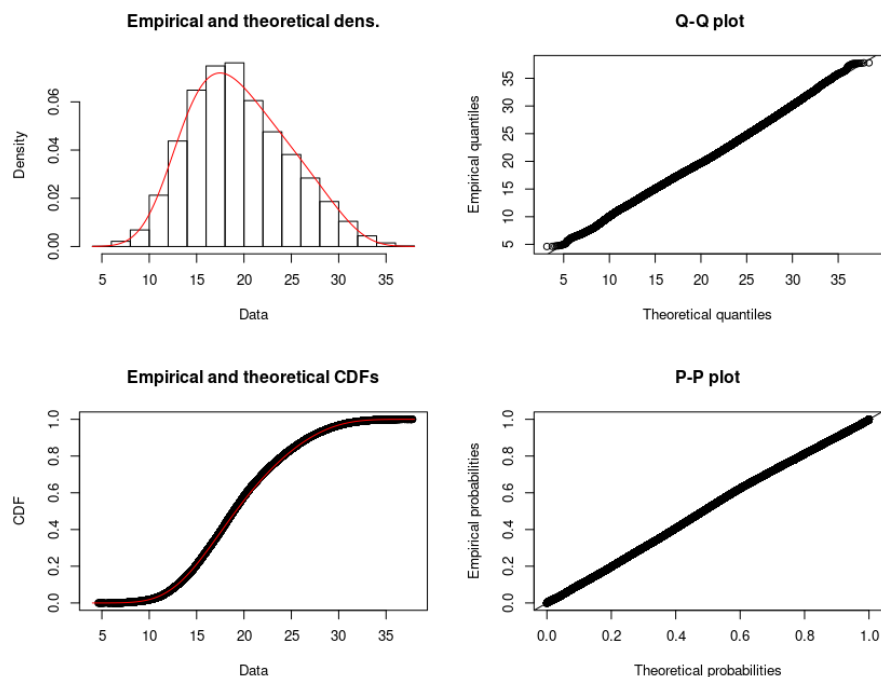 Empirical and theoretical dens.
Density
0.00 0.02 0.04 0.06
5 10 15 20 25 30 35
Data
Q-Q plot
Empirical quantiles
5 10 15 20 25 30 35
5 10 15 20 25 30 35
Theoretical quantiles
Empirical and theoretical CDFs
CDF
0.0 0.2 0.4 0.6 0.8 1.0
5 10 15 20 25 30 35
Data
P-P plot
Empirical probabilities
0.0 0.2 0.4 0.6 0.8 1.0
0.0 0.2 0.4 0.6 0.8 1.0
Theoretical probabilities